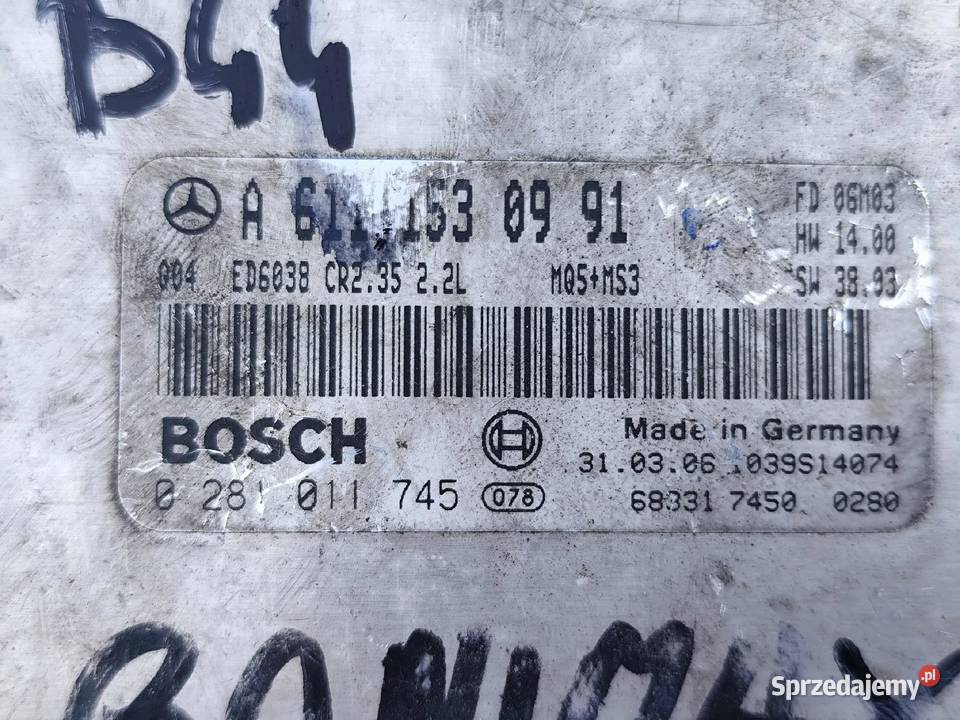 B44
A 611 153 09 91
FD 06M03
HW 14.00
Q04 ED6038 CR2.35 2.2L MQ5+MS3
SW 38.03
BOSCH
Made in Germany
31.03.06 1039S14074
0 281 011 745 078
68331 7450 0280
Sprzedajemy.pl